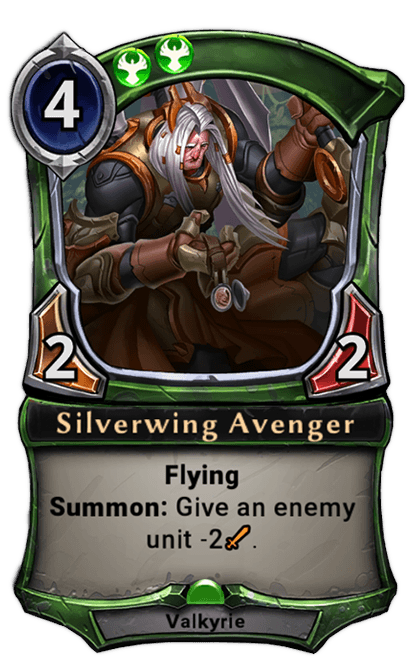 4
2
2
Silverwing Avenger
Flying
Summon: Give an enemy
unit -2.
Valkyrie